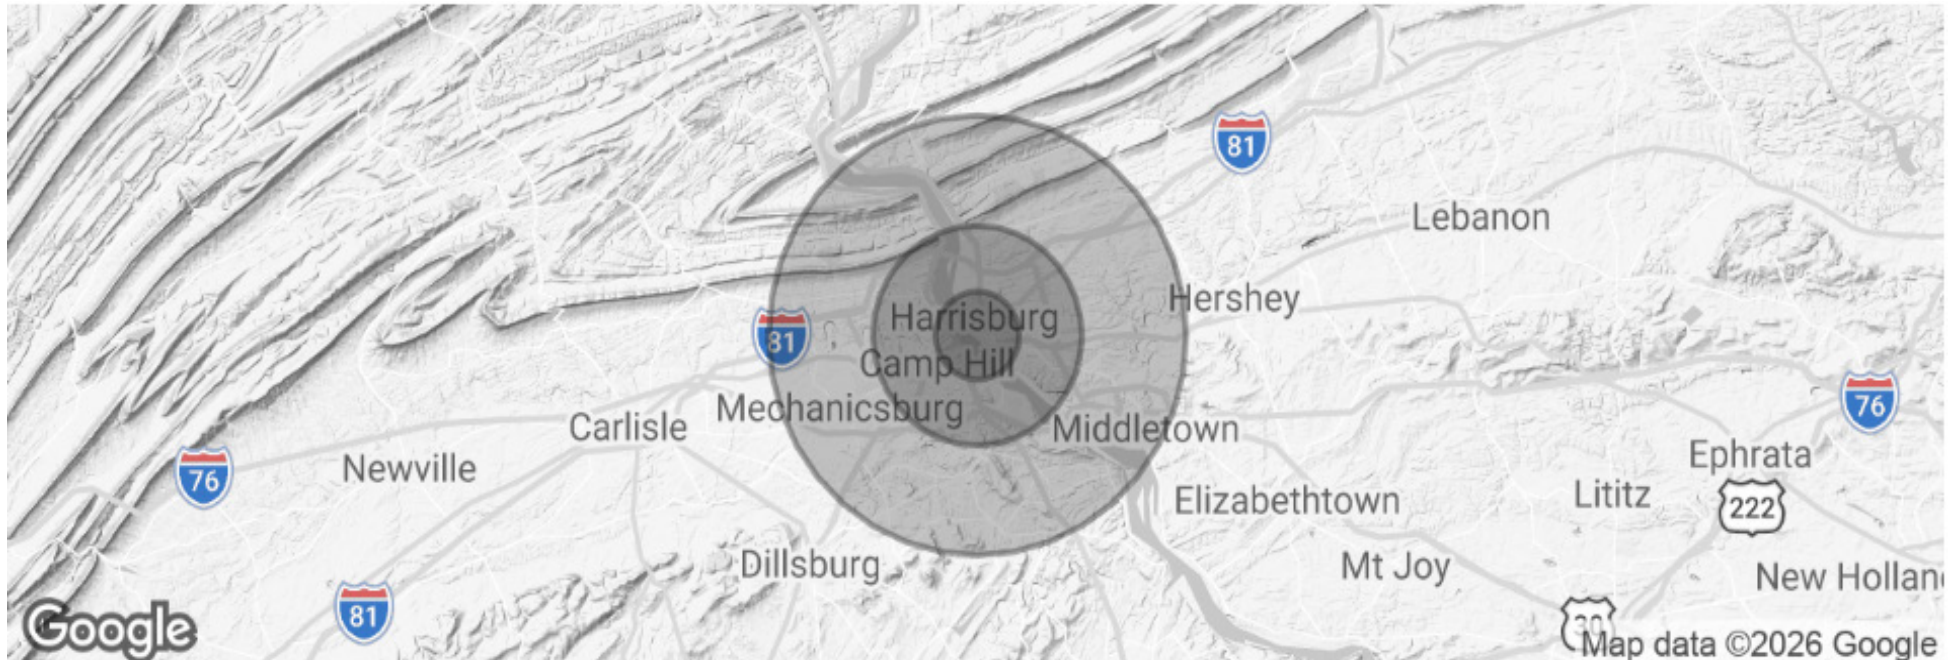 81
Lebanon
Hershey
Harrisburg
81
Camp Hill
Mechanicsburg
76
Carlisle
Middletown
Newville
76
Ephrata
Elizabethtown
Lititz
222
Dillsburg
Mt Joy
New Hollan
81
30
Google
Map data ©2026 Google